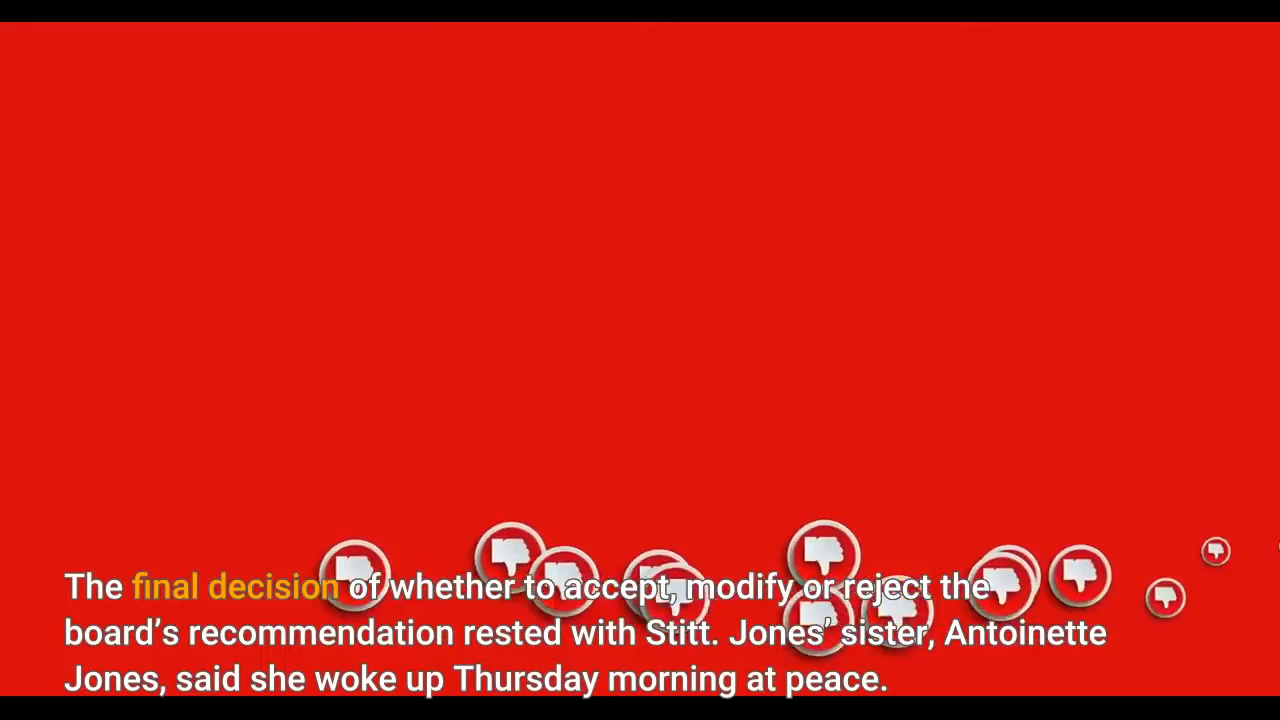 The final decision of whether to accept, modify or reject the
board’s recommendation rested with Stitt. Jones’ sister, Antoinette
Jones, said she woke up Thursday morning at peace.